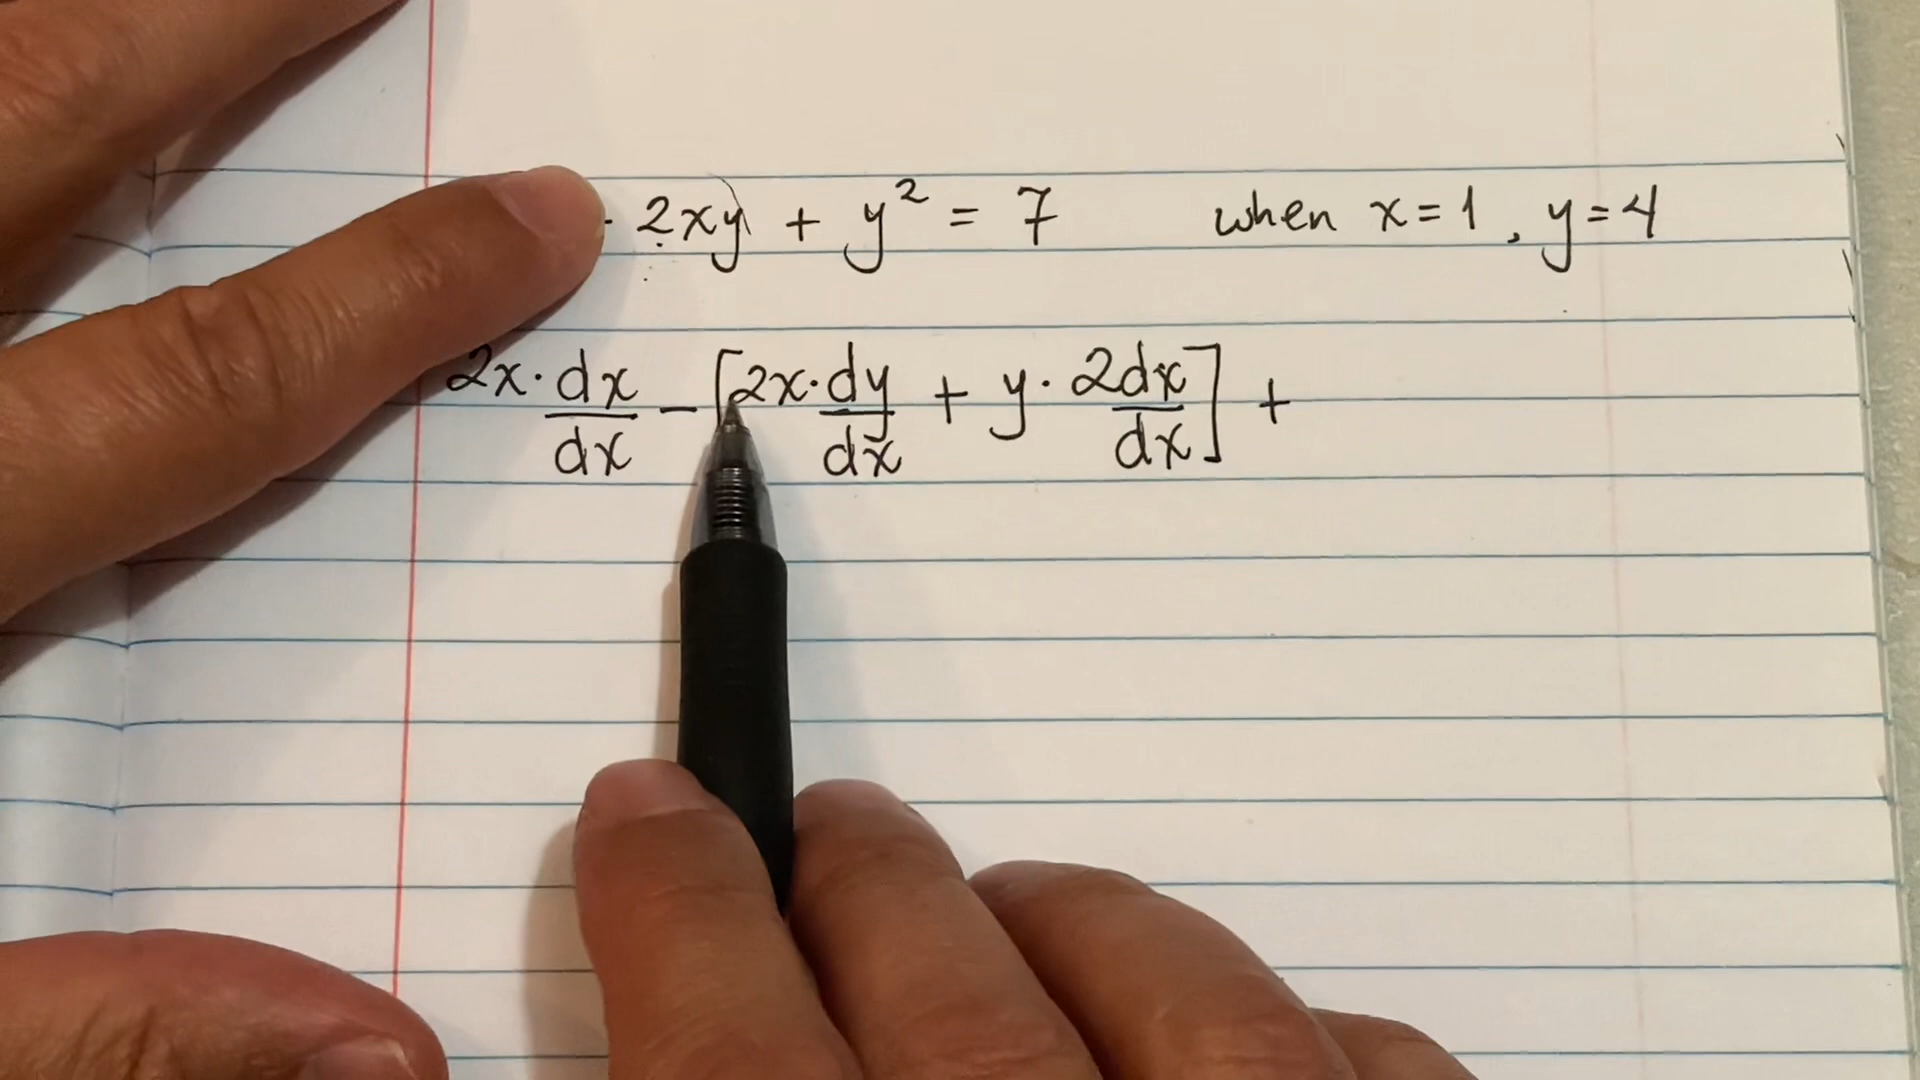 - 2xy + y² = 7 when x=1, y=4
2x · dx/dx - [2x · dy/dx + y · 2dx/dx] +